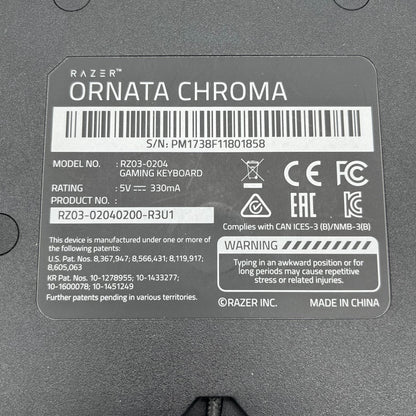 RAZER™
ORNATA CHROMA
S/N: PM1738F11801858
MODEL NO. : RZ03-0204
GAMING KEYBOARD
RATING : 5V⎓330mA
PRODUCT NO. :
RZ03-02040200-R3U1
This device is manufactured under one or more of
the following patents:
U.S. Pat. Nos. 8,367,947; 8,566,431; 8,119,917;
8,605,063
KR Pat. Nos. 10-1278955; 10-1433277;
10-1600078; 10-1451249
Further patents pending in various territories.
CE FC
EAC
Complies with CAN ICES-3 (B)/NMB-3(B)
WARNING
Typing in an awkward position or for
long periods may cause repetitive
stress or related injuries.
©RAZER INC. MADE IN CHINA